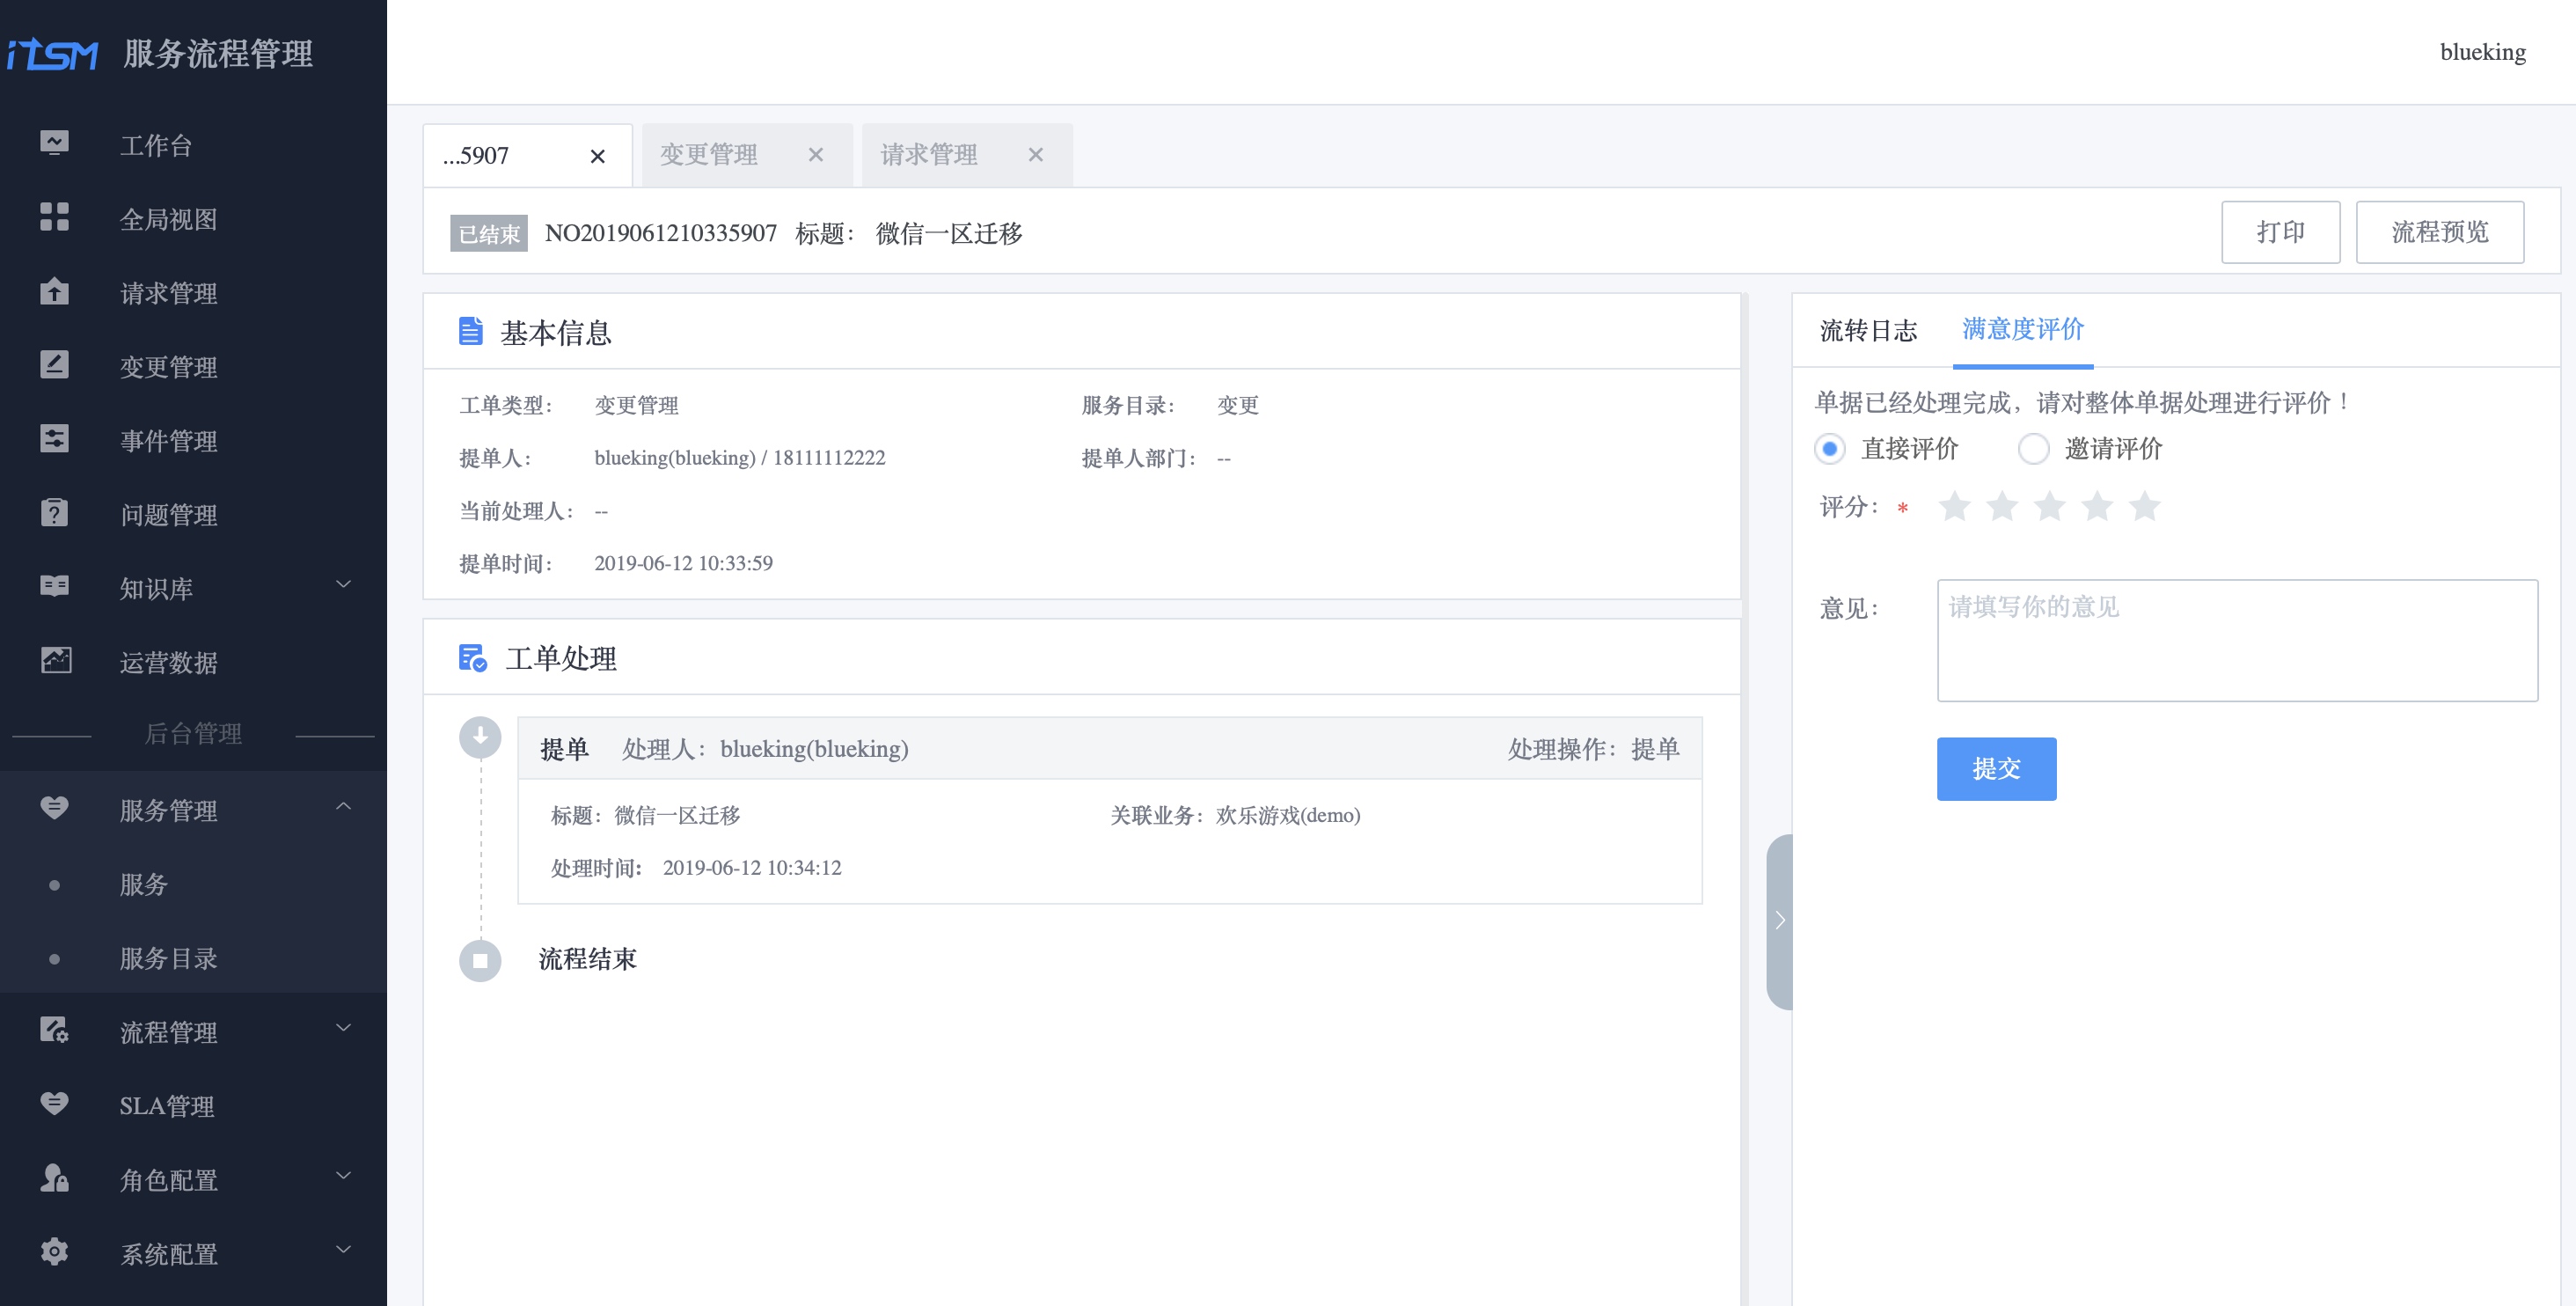 iTSM 服务流程管理
blueking
工作台
全局视图
请求管理
变更管理
事件管理
问题管理
知识库
运营数据
后台管理
服务管理
服务
服务目录
流程管理
SLA管理
角色配置
系统配置
...5907 变更管理 请求管理
已结束 NO2019061210335907 标题： 微信一区迁移 打印 流程预览
基本信息
工单类型： 变更管理 服务目录： 变更
提单人： blueking(blueking) / 18111112222 提单人部门： --
当前处理人： --
提单时间： 2019-06-12 10:33:59
工单处理
提单 处理人：blueking(blueking) 处理操作：提单
标题：微信一区迁移 关联业务：欢乐游戏(demo)
处理时间： 2019-06-12 10:34:12
流程结束
流转日志 满意度评价
单据已经处理完成，请对整体单据处理进行评价！
直接评价 邀请评价
评分：*
意见： 请填写你的意见
提交